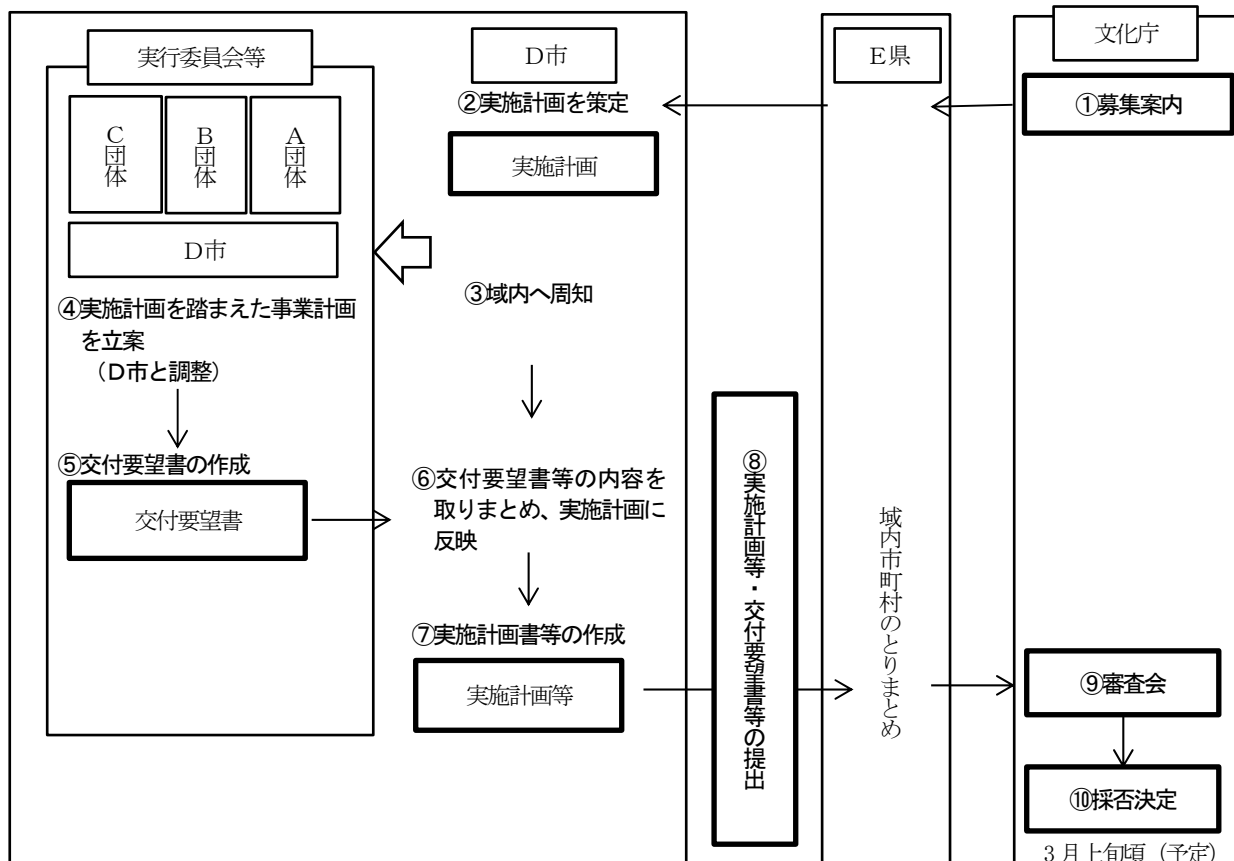 実行委員会等
C団体
B団体
A団体
D市
④実施計画を踏まえた事業計画
を立案
（D市と調整）
⑤交付要望書の作成
交付要望書
D市
②実施計画を策定
実施計画
③域内へ周知
⑥交付要望書等の内容を
取りまとめ、実施計画に
反映
⑦実施計画書等の作成
実施計画等
⑧実施計画等・交付要望書等の提出
E県
域内市町村のとりまとめ
文化庁
①募集案内
⑨審査会
⑩採否決定
3月上旬頃（予定）